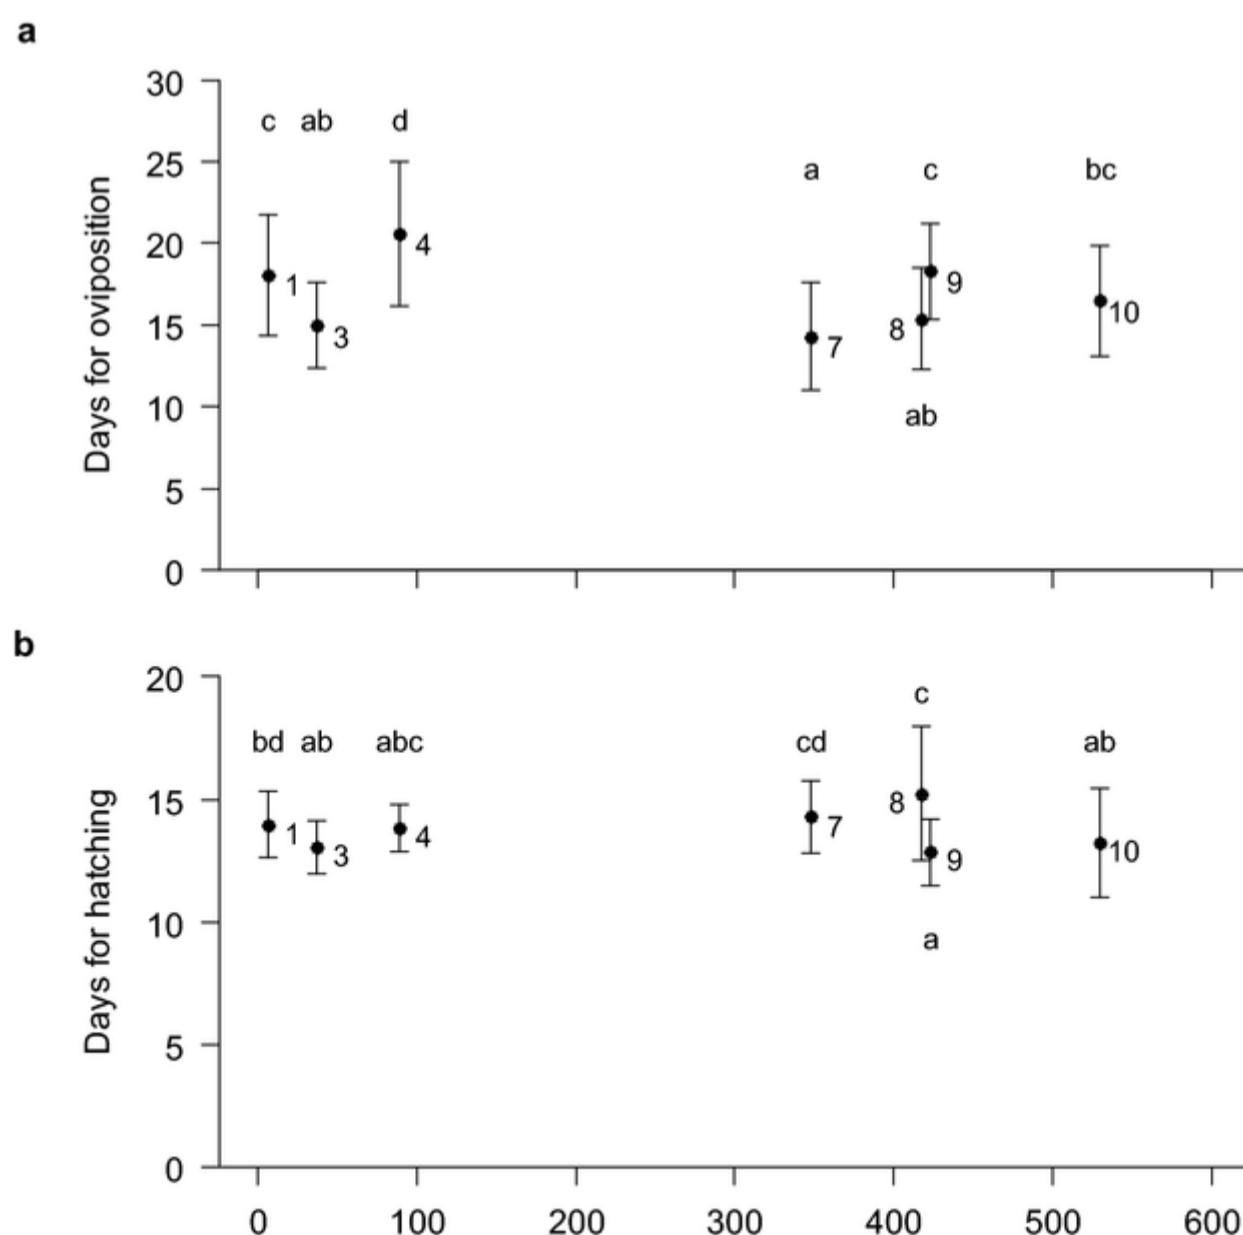 a
Days for oviposition
30
25
20
15
10
5
0
c ab d a c bc
1 3 4 7 8 9 10
ab
b
Days for hatching
20
15
10
5
0
bd ab abc cd c ab
1 3 4 7 8 9 10
a
0 100 200 300 400 500 600